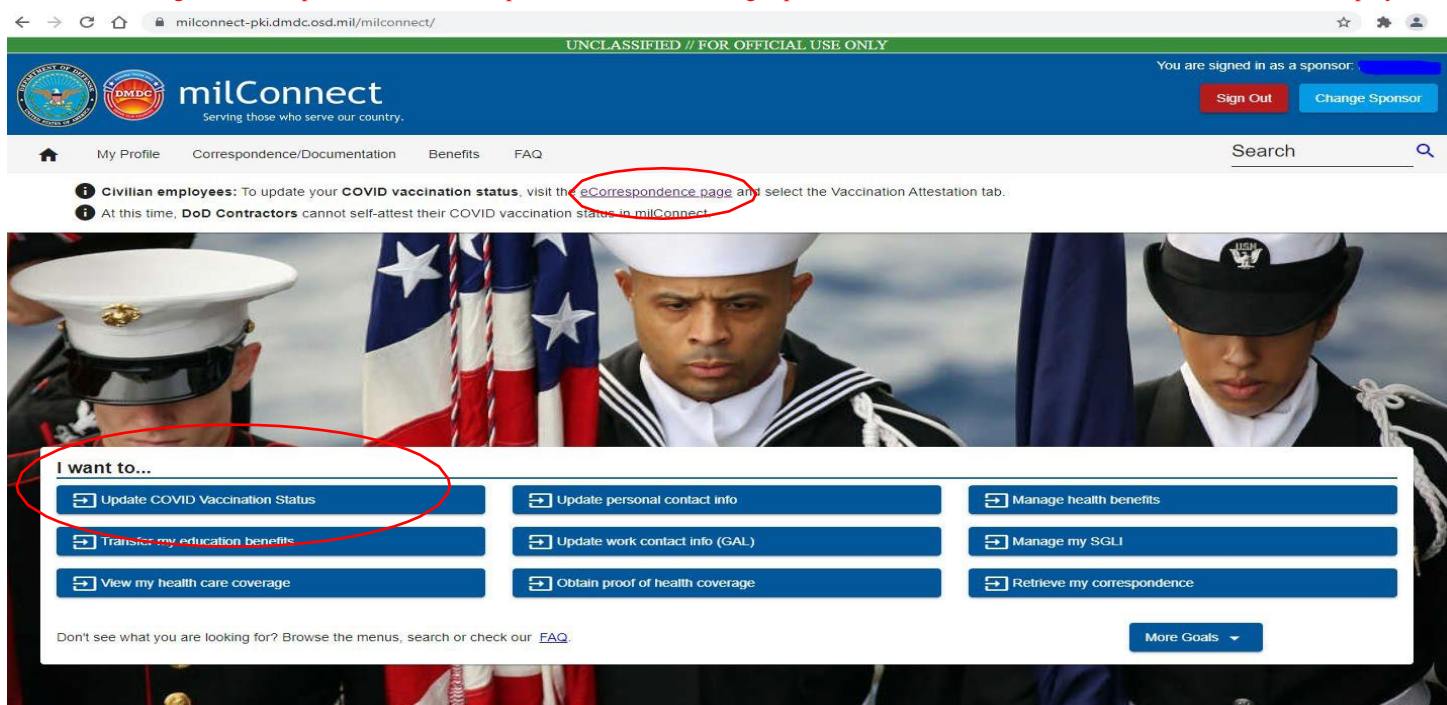 milconnect-pki.dmdc.osd.mil/milconnect/
UNCLASSIFIED // FOR OFFICIAL USE ONLY
You are signed in as a sponsor:
DMDC
milConnect
Serving those who serve our country.
Sign Out
Change Sponsor
My Profile
Correspondence/Documentation
Benefits
FAQ
Search
Civilian employees: To update your COVID vaccination status, visit the eCorrespondence page and select the Vaccination Attestation tab.
At this time, DoD Contractors cannot self-attest their COVID vaccination status in milConnect.
USN
I want to...
Update COVID Vaccination Status
Update personal contact info
Manage health benefits
Transfer my education benefits
Update work contact info (GAL)
Manage my SGLI
View my health care coverage
Obtain proof of health coverage
Retrieve my correspondence
Don't see what you are looking for? Browse the menus, search or check our FAQ.
More Goals